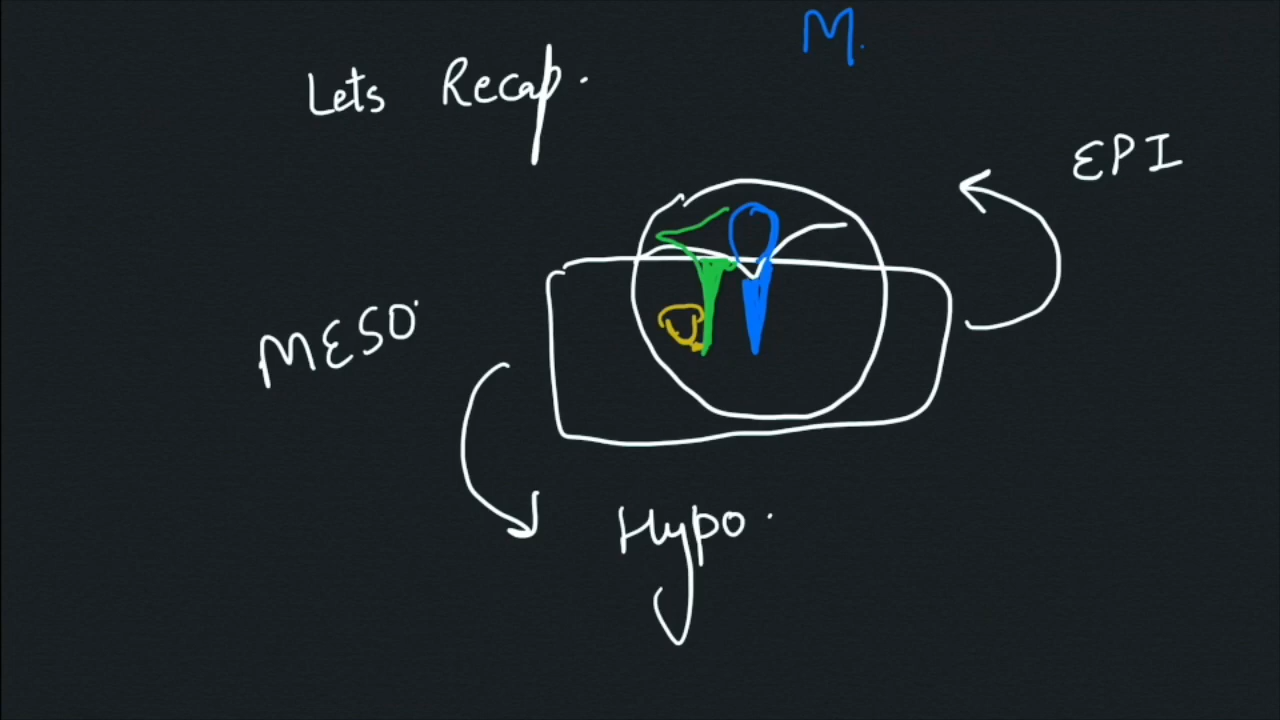 M.
Lets Recap.
EPI
MESO
Hypo.